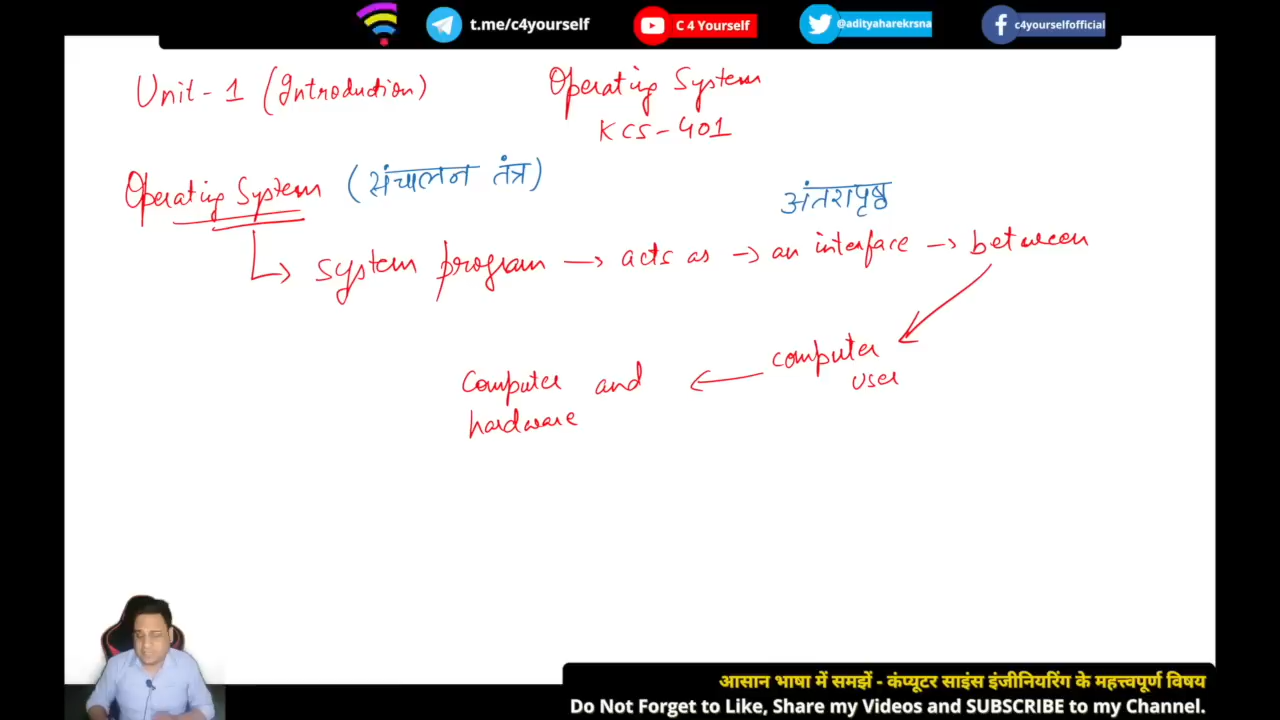 t.me/c4yourself
C 4 Yourself
@adityaharekrsna
c4yourselfofficial
Unit - 1 (Introduction)
Operating System
KCS - 401
Operating System (संचालन तंत्र)
अंतरापृष्ठ
system program → acts as → an interface → between
computer user
Computer and
hardware
आसान भाषा में समझें - कंप्यूटर साइंस इंजीनियरिंग के महत्त्वपूर्ण विषय
Do Not Forget to Like, Share my Videos and SUBSCRIBE to my Channel.